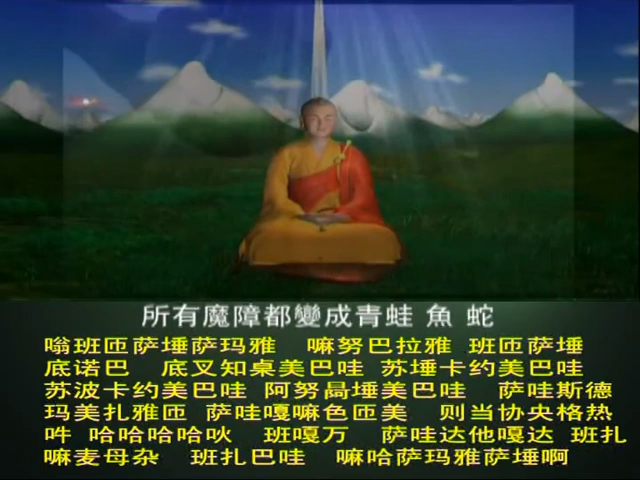 所有魔障都變成青蛙 魚 蛇
嗡班匝萨埵萨玛雅 嘛努巴拉雅 班匝萨埵
底诺巴 底叉知桌美巴哇 苏埵卡约美巴哇
苏波卡约美巴哇 阿努晑埵美巴哇 萨哇斯德
玛美扎雅匝 萨哇嘎嘛色匝美 则当协央格热
吽 哈哈哈哈吙 班嘎万 萨哇达他嘎达 班扎
嘛麦母杂 班扎巴哇 嘛哈萨玛雅萨埵啊